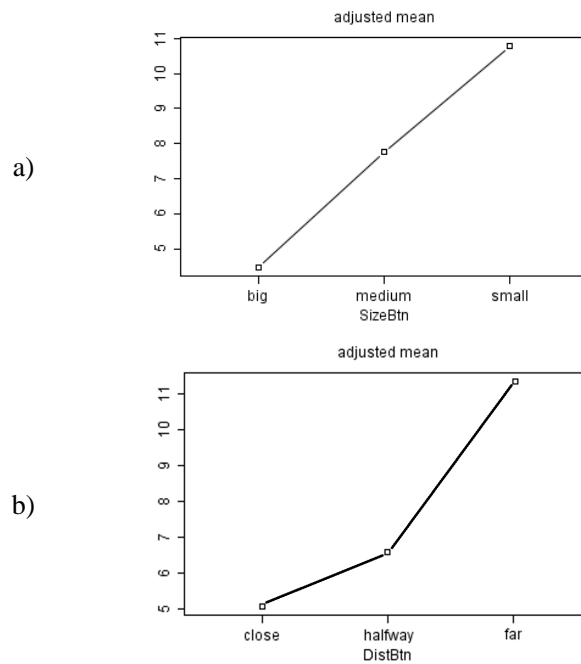 adjusted mean
11
10
9
8
7
6
5
a)
big medium small
SizeBtn
adjusted mean
11
10
9
8
7
6
5
b)
close halfway far
DistBtn